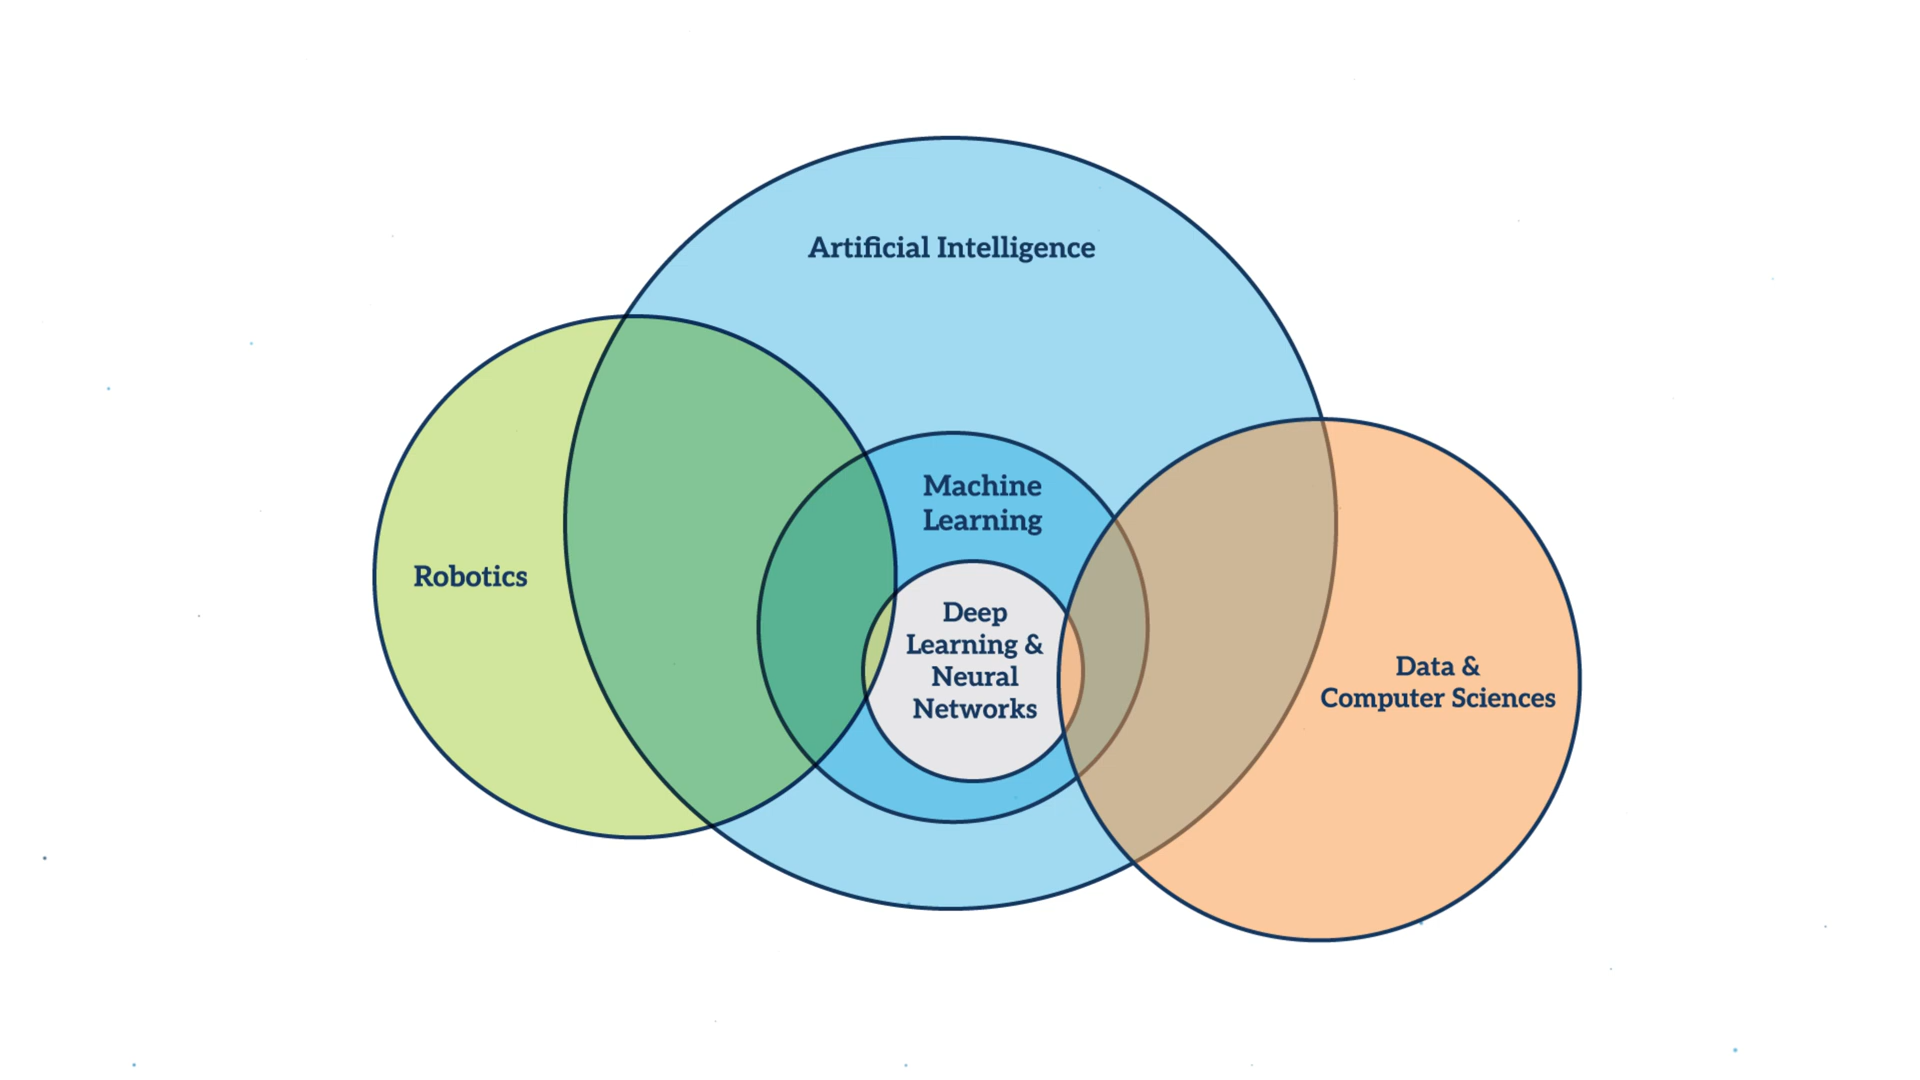 Artificial Intelligence
Machine
Learning
Robotics
Deep
Learning &
Neural
Networks
Data &
Computer Sciences